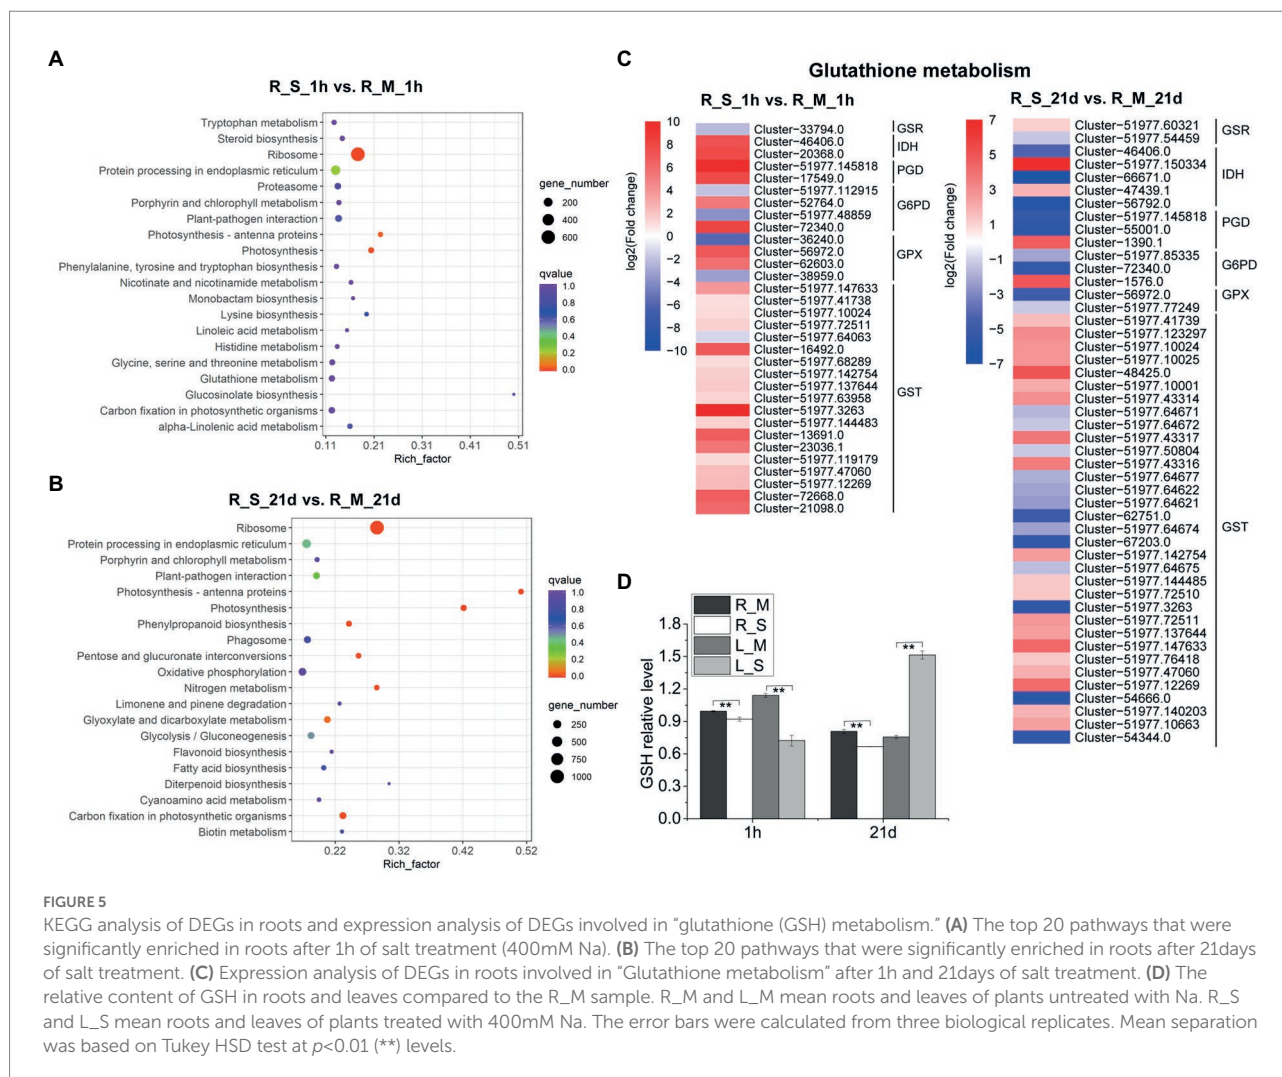 A
R_S_1h vs. R_M_1h
Tryptophan metabolism
Steroid biosynthesis
Ribosome
Protein processing in endoplasmic reticulum
Proteasome
Porphyrin and chlorophyll metabolism
Plant-pathogen interaction
Photosynthesis - antenna proteins
Photosynthesis
Phenylalanine, tyrosine and tryptophan biosynthesis
Nicotinate and nicotinamide metabolism
Monobactam biosynthesis
Lysine biosynthesis
Linoleic acid metabolism
Histidine metabolism
Glycine, serine and threonine metabolism
Glutathione metabolism
Glucosinolate biosynthesis
Carbon fixation in photosynthetic organisms
alpha-Linolenic acid metabolism
0.11 0.21 0.31 0.41 0.51
Rich_factor
gene_number
200
400
600
qvalue
1.0
0.8
0.6
0.4
0.2
0.0
B
R_S_21d vs. R_M_21d
Ribosome
Protein processing in endoplasmic reticulum
Porphyrin and chlorophyll metabolism
Plant-pathogen interaction
Photosynthesis - antenna proteins
Photosynthesis
Phenylpropanoid biosynthesis
Phagosome
Pentose and glucuronate interconversions
Oxidative phosphorylation
Nitrogen metabolism
Limonene and pinene degradation
Glyoxylate and dicarboxylate metabolism
Glycolysis / Gluconeogenesis
Flavonoid biosynthesis
Fatty acid biosynthesis
Diterpenoid biosynthesis
Cyanoamino acid metabolism
Carbon fixation in photosynthetic organisms
Biotin metabolism
0.22 0.32 0.42 0.52
Rich_factor
qvalue
1.0
0.8
0.6
0.4
0.2
0.0
gene_number
250
500
750
1000
C
Glutathione metabolism
R_S_1h vs. R_M_1h
log2(Fold change)
10
8
6
4
2
0
−2
−4
−6
−8
−10
Cluster−33794.0
Cluster−46406.0
Cluster−20368.0
Cluster−51977.145818
Cluster−17549.0
Cluster−51977.112915
Cluster−52764.0
Cluster−51977.48859
Cluster−72340.0
Cluster−36240.0
Cluster−56972.0
Cluster−62603.0
Cluster−38959.0
Cluster−51977.147633
Cluster−51977.41738
Cluster−51977.10024
Cluster−51977.72511
Cluster−51977.64063
Cluster−16492.0
Cluster−51977.68289
Cluster−51977.142754
Cluster−51977.137644
Cluster−51977.63958
Cluster−51977.3263
Cluster−51977.144483
Cluster−13691.0
Cluster−23036.1
Cluster−51977.119179
Cluster−51977.47060
Cluster−51977.12269
Cluster−72668.0
Cluster−21098.0
GSR
IDH
PGD
G6PD
GPX
GST
R_S_21d vs. R_M_21d
log2(Fold change)
7
5
3
1
−1
−3
−5
−7
Cluster−51977.60321
Cluster−51977.54459
Cluster−46406.0
Cluster−51977.150334
Cluster−66671.0
Cluster−47439.1
Cluster−56792.0
Cluster−51977.145818
Cluster−55001.0
Cluster−1390.1
Cluster−51977.85335
Cluster−72340.0
Cluster−1576.0
Cluster−56972.0
Cluster−51977.77249
Cluster−51977.41739
Cluster−51977.123297
Cluster−51977.10024
Cluster−51977.10025
Cluster−48425.0
Cluster−51977.10001
Cluster−51977.43314
Cluster−51977.64671
Cluster−51977.64672
Cluster−51977.43317
Cluster−51977.50804
Cluster−51977.43316
Cluster−51977.64677
Cluster−51977.64622
Cluster−51977.64621
Cluster−62751.0
Cluster−51977.64674
Cluster−67203.0
Cluster−51977.142754
Cluster−51977.64675
Cluster−51977.144485
Cluster−51977.72510
Cluster−51977.3263
Cluster−51977.72511
Cluster−51977.137644
Cluster−51977.147633
Cluster−51977.76418
Cluster−51977.47060
Cluster−51977.12269
Cluster−54666.0
Cluster−51977.140203
Cluster−51977.10663
Cluster−54344.0
GSR
IDH
PGD
G6PD
GPX
GST
D
R_M
R_S
L_M
L_S
GSH relative level
1.8
1.5
1.2
0.9
0.6
0.3
0.0
** ** ** **
1h 21d
FIGURE 5
KEGG analysis of DEGs in roots and expression analysis of DEGs involved in “glutathione (GSH) metabolism.” (A) The top 20 pathways that were
significantly enriched in roots after 1h of salt treatment (400mM Na). (B) The top 20 pathways that were significantly enriched in roots after 21days
of salt treatment. (C) Expression analysis of DEGs in roots involved in “Glutathione metabolism” after 1h and 21days of salt treatment. (D) The
relative content of GSH in roots and leaves compared to the R_M sample. R_M and L_M mean roots and leaves of plants untreated with Na. R_S
and L_S mean roots and leaves of plants treated with 400mM Na. The error bars were calculated from three biological replicates. Mean separation
was based on Tukey HSD test at p<0.01 (**) levels.